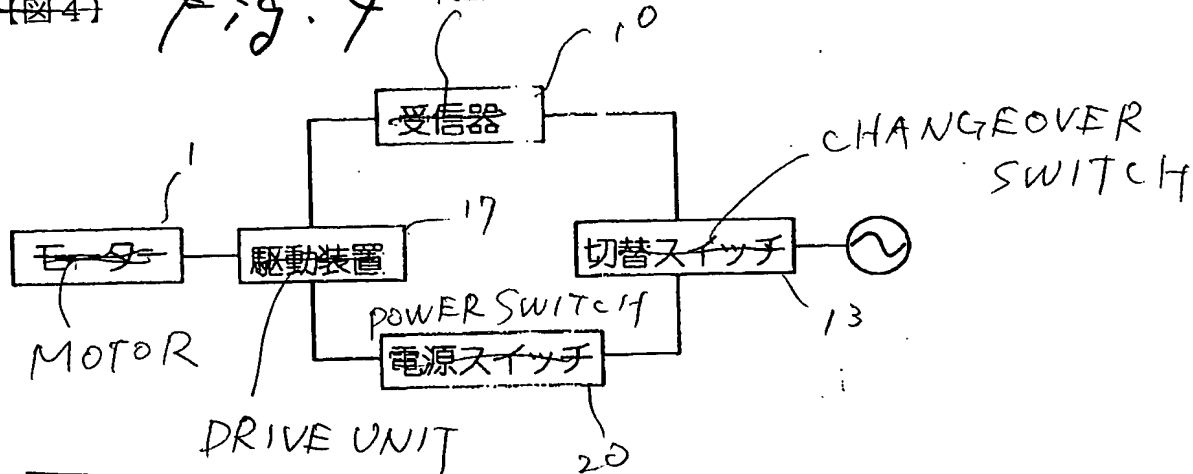 【図4】 Fig. 4
10
受信器
CHANGEOVER
SWITCH
1
17
モーター
駆動装置
切替スイッチ
POWER SWITCH
13
MOTOR
電源スイッチ
DRIVE UNIT
20